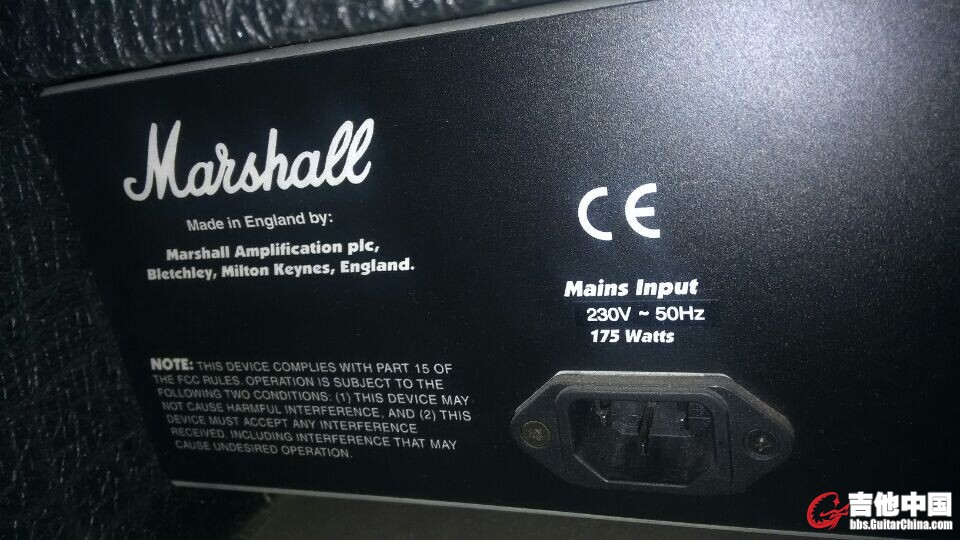 Marshall
Made in England by:
Marshall Amplification plc,
Bletchley, Milton Keynes, England.
CE
Mains Input
230V ~ 50Hz
175 Watts
NOTE: THIS DEVICE COMPLIES WITH PART 15 OF
THE FCC RULES. OPERATION IS SUBJECT TO THE
FOLLOWING TWO CONDITIONS: (1) THIS DEVICE MAY
NOT CAUSE HARMFUL INTERFERENCE, AND (2) THIS
DEVICE MUST ACCEPT ANY INTERFERENCE
RECEIVED, INCLUDING INTERFERENCE THAT MAY
CAUSE UNDESIRED OPERATION.
吉他中国
bbs.GuitarChina.com